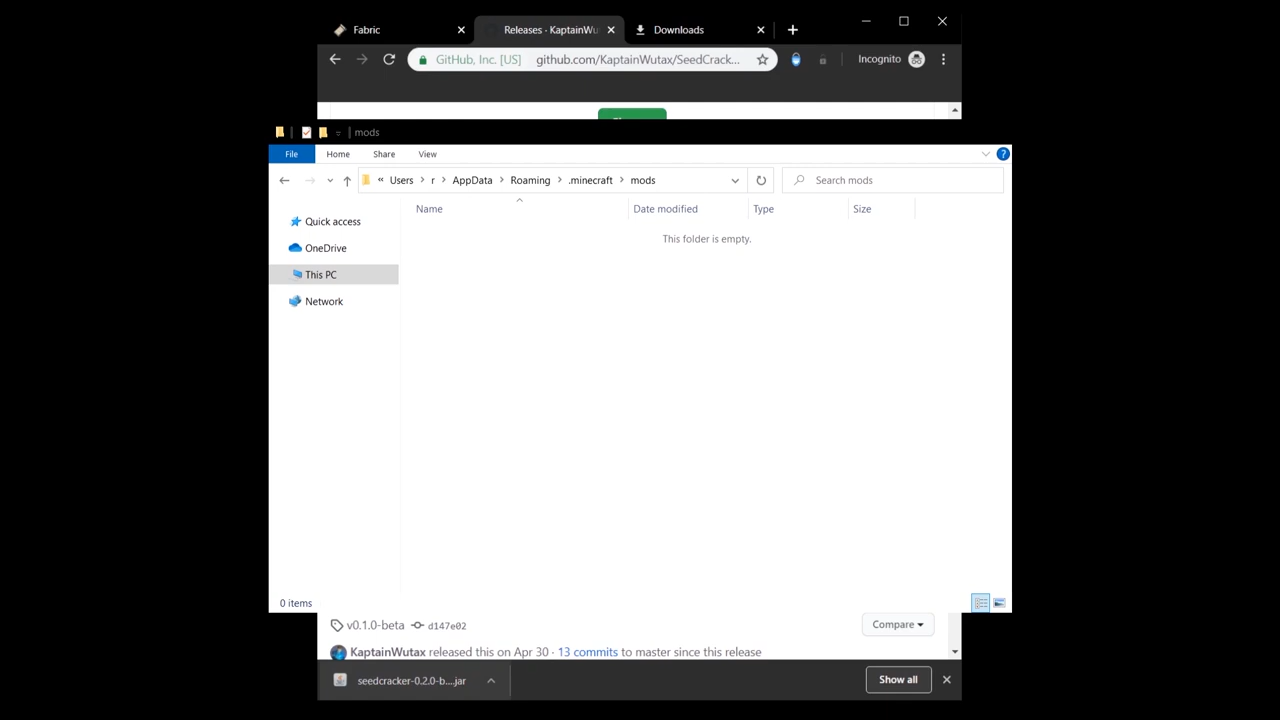 Fabric
Releases · KaptainWu
Downloads
GitHub, Inc. [US]
github.com/KaptainWutax/SeedCrack...
Incognito
mods
File
Home
Share
View
« Users > r > AppData > Roaming > .minecraft > mods
Search mods
Name
Date modified
Type
Size
This folder is empty.
Quick access
OneDrive
This PC
Network
0 items
v0.1.0-beta
d147e02
Compare
KaptainWutax released this on Apr 30 · 13 commits to master since this release
seedcracker-0.2.0-b....jar
Show all